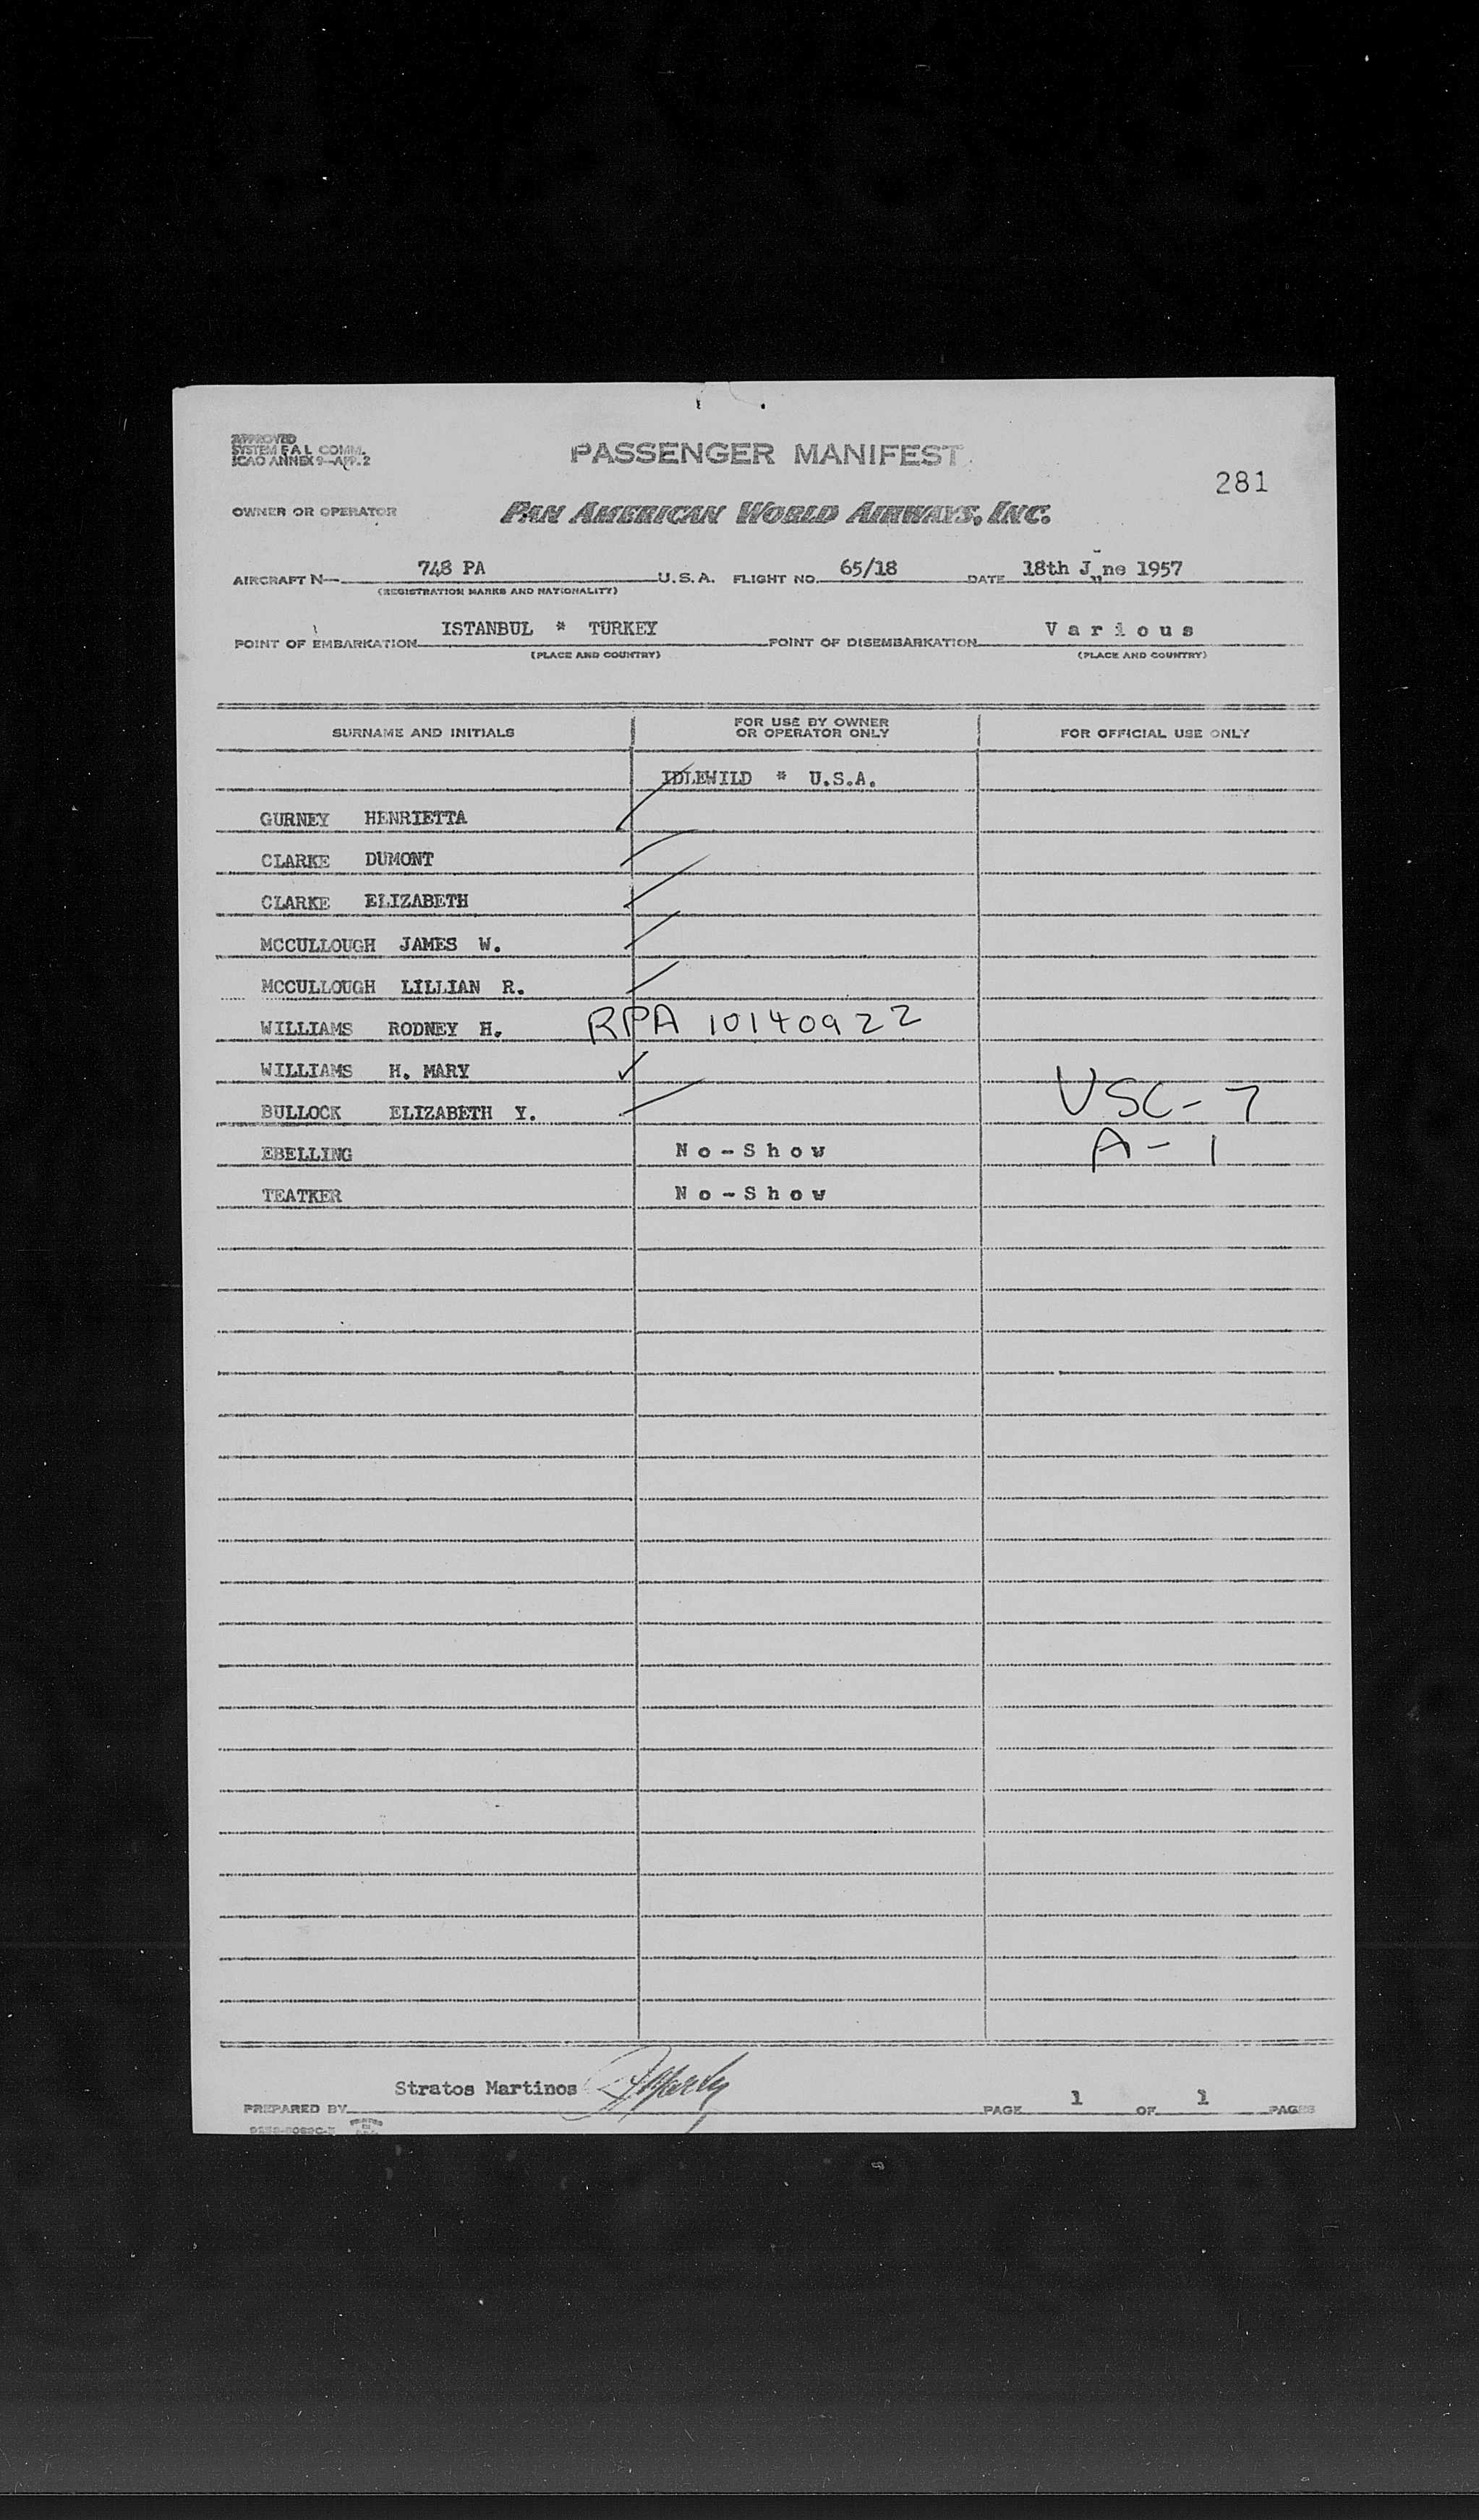 APPROVED
SYSTEM F A L COMM.
ICAO ANNEX 9—APP. 2
PASSENGER MANIFEST
281
OWNER OR OPERATOR PAN AMERICAN WORLD AIRWAYS, INC.
AIRCRAFT N— 748 PA U.S.A. FLIGHT NO. 65/18 DATE 18th June 1957
(REGISTRATION MARKS AND NATIONALITY)
POINT OF EMBARKATION ISTANBUL * TURKEY POINT OF DISEMBARKATION Various
(PLACE AND COUNTRY) (PLACE AND COUNTRY)
SURNAME AND INITIALS FOR USE BY OWNER OR OPERATOR ONLY FOR OFFICIAL USE ONLY
IDLEWILD * U.S.A.
GURNEY HENRIETTA
CLARKE DUMONT
CLARKE ELIZABETH
MCCULLOUGH JAMES W.
MCCULLOUGH LILLIAN R.
WILLIAMS RODNEY H. RPA 10140922
WILLIAMS H. MARY ✓
BULLOCK ELIZABETH Y. USC-7
EBELLING No-Show A-1
TEATKER No-Show
Stratos Martinos
PREPARED BY PAGE 1 OF 1 PAGES
PRINTED IN